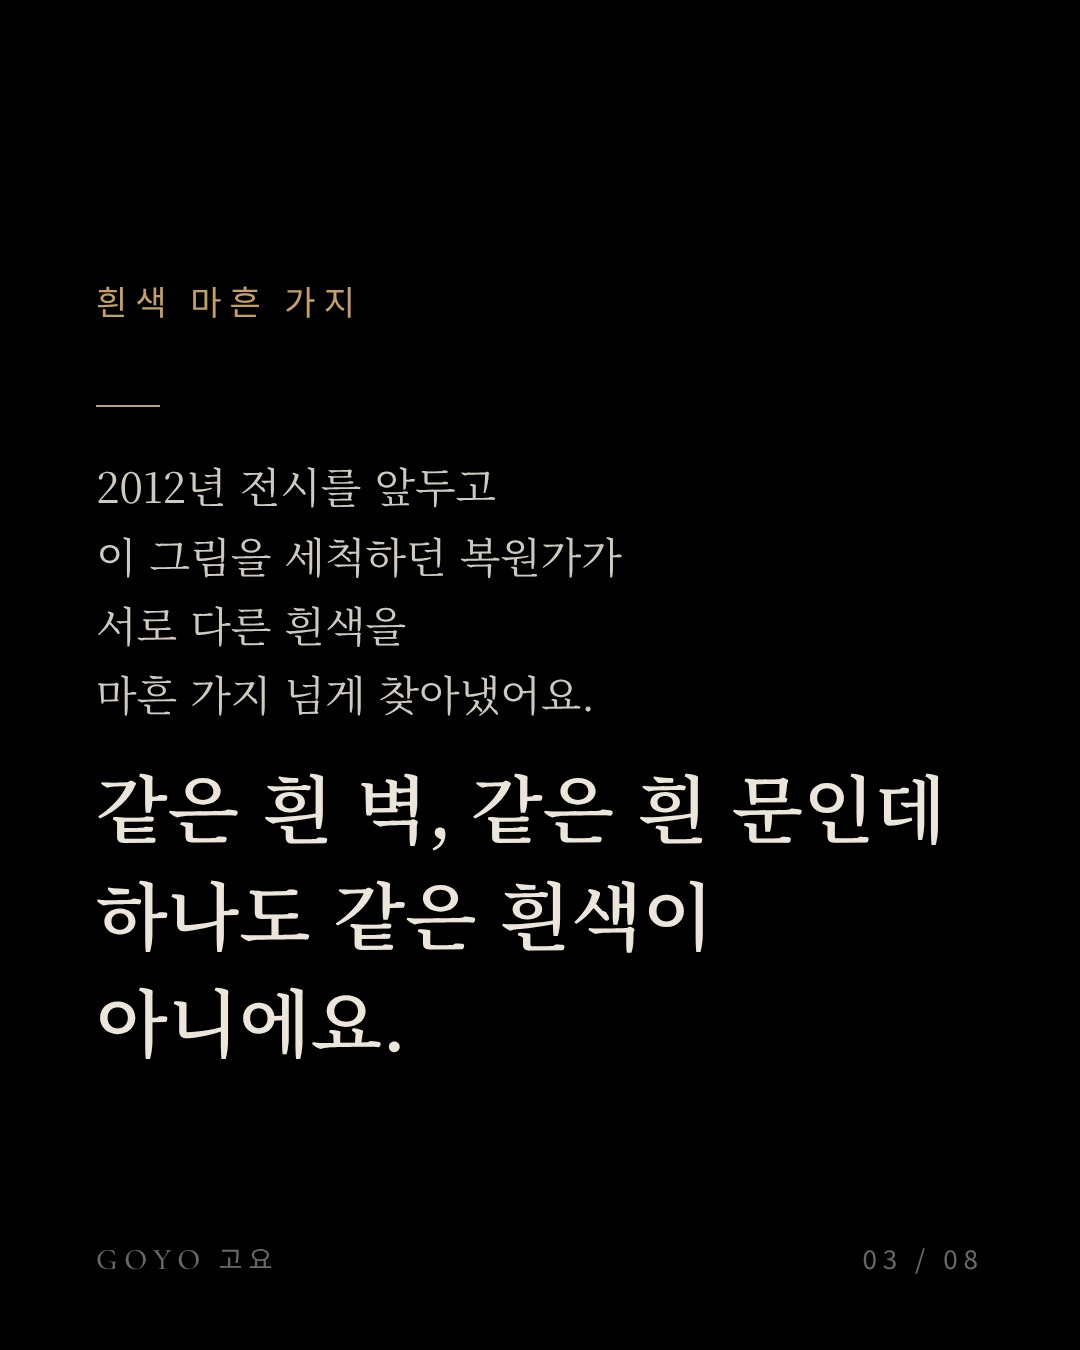 흰색 마흔 가지
2012년 전시를 앞두고
이 그림을 세척하던 복원가가
서로 다른 흰색을
마흔 가지 넘게 찾아냈어요.
같은 흰 벽, 같은 흰 문인데
하나도 같은 흰색이
아니에요.
GOYO 고요
03 / 08